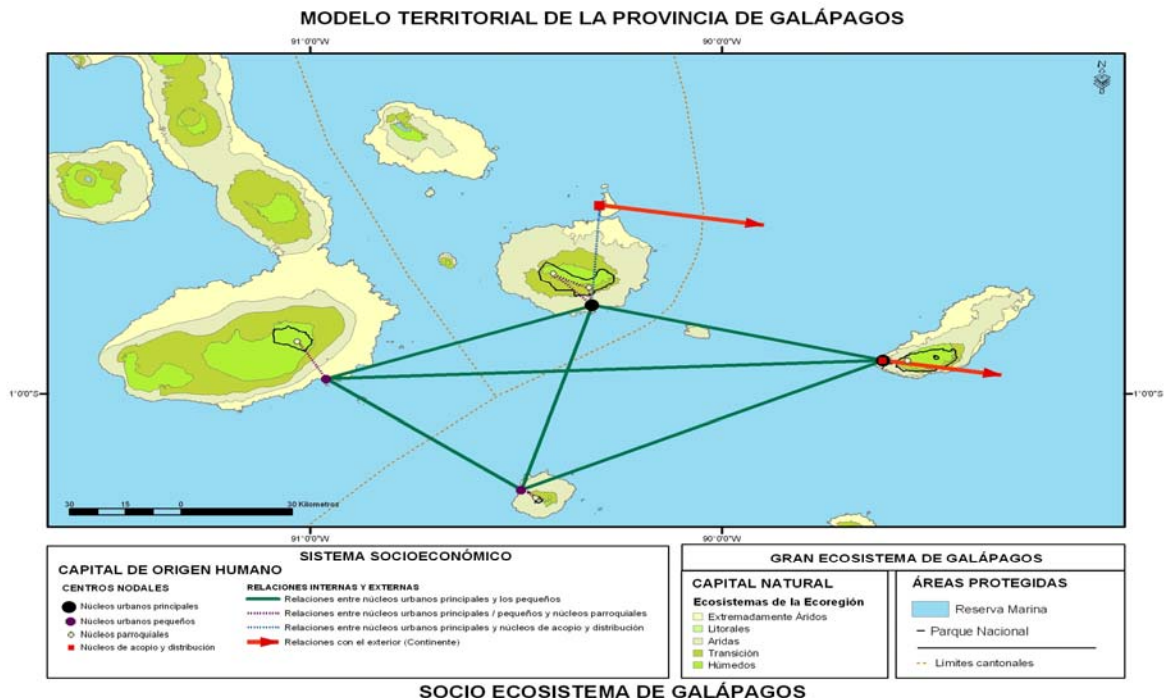 MODELO TERRITORIAL DE LA PROVINCIA DE GALÁPAGOS
91°0'0"W
90°0'0"W
N
1°0'0"S
1°0'0"S
30 15 0 30 Kilometros
91°0'0"W
90°0'0"W
SISTEMA SOCIOECONÓMICO
CAPITAL DE ORIGEN HUMANO
CENTROS NODALES
Núcleos urbanos principales
Núcleos urbanos pequeños
Núcleos parroquiales
Núcleos de acopio y distribución
RELACIONES INTERNAS Y EXTERNAS
Relaciones entre núcleos urbanos principales y los pequeños
Relaciones entre núcleos urbanos principales / pequeños y núcleos parroquiales
Relaciones entre núcleos urbanos principales y núcleos de acopio y distribución
Relaciones con el exterior (Continente)
GRAN ECOSISTEMA DE GALÁPAGOS
CAPITAL NATURAL
Ecosistemas de la Ecoregión
Extremadamente Áridos
Litorales
Aridas
Transición
Húmedos
ÁREAS PROTEGIDAS
Reserva Marina
Parque Nacional
Límites cantonales
SOCIO ECOSISTEMA DE GALÁPAGOS